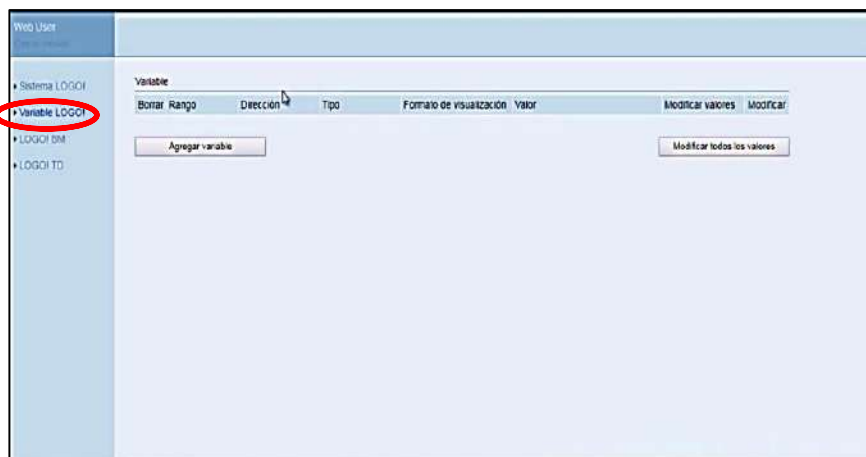 Web User
Sistema LOGO!
Variable LOGO!
LOGO! BM
LOGO! TD
Variable
Borrar Rango Dirección Tipo Formato de visualización Valor Modificar valores Modificar
Agregar variable
Modificar todos los valores